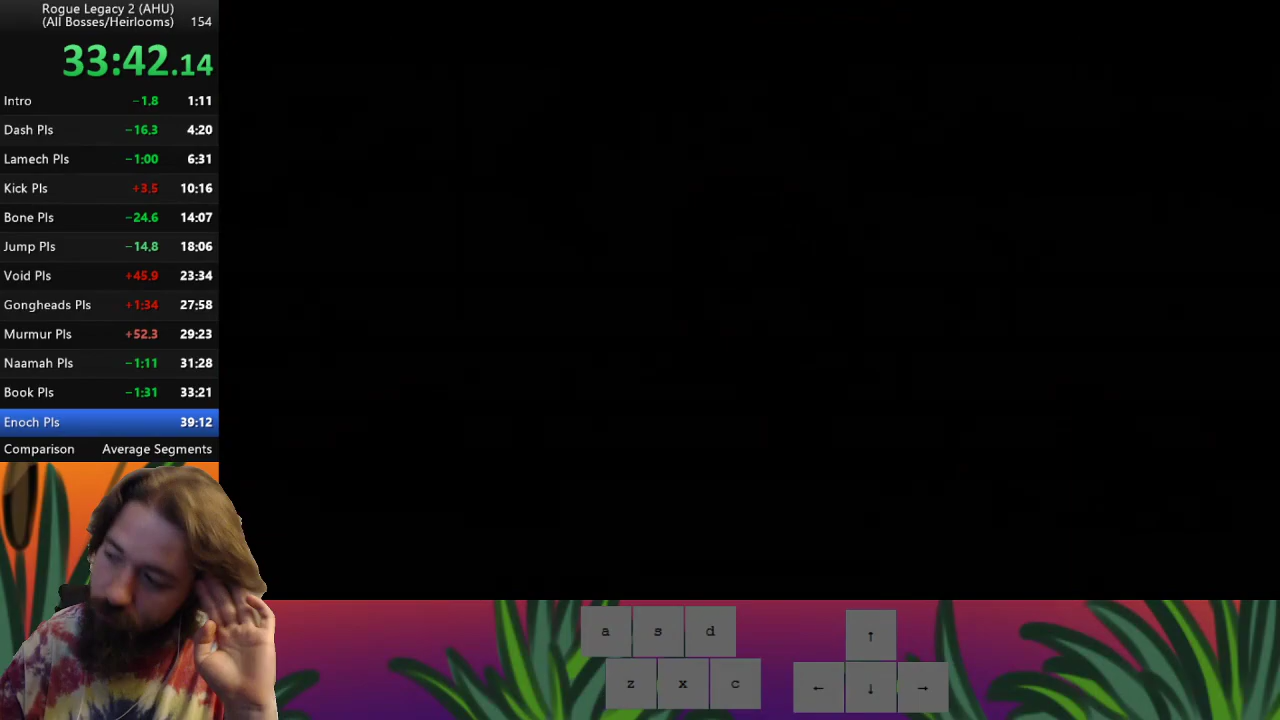 Rogue Legacy 2 (AHU)
(All Bosses/Heirlooms) 154
33:42.14
Intro -1.8 1:11
Dash Pls -16.3 4:20
Lamech Pls -1:00 6:31
Kick Pls +3.5 10:16
Bone Pls -24.6 14:07
Jump Pls -14.8 18:06
Void Pls +45.9 23:34
Gongheads Pls +1:34 27:58
Murmur Pls +52.3 29:23
Naamah Pls -1:11 31:28
Book Pls -1:31 33:21
Enoch Pls 39:12
Comparison Average Segments
a s d ↑
z x c ← ↓ →